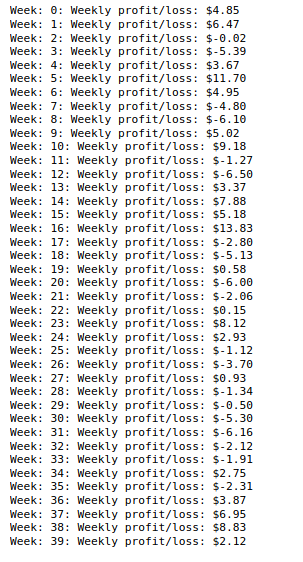 Week: 0: Weekly profit/loss: $4.85
Week: 1: Weekly profit/loss: $6.47
Week: 2: Weekly profit/loss: $-0.02
Week: 3: Weekly profit/loss: $-5.39
Week: 4: Weekly profit/loss: $3.67
Week: 5: Weekly profit/loss: $11.70
Week: 6: Weekly profit/loss: $4.95
Week: 7: Weekly profit/loss: $-4.80
Week: 8: Weekly profit/loss: $-6.10
Week: 9: Weekly profit/loss: $5.02
Week: 10: Weekly profit/loss: $9.18
Week: 11: Weekly profit/loss: $-1.27
Week: 12: Weekly profit/loss: $-6.50
Week: 13: Weekly profit/loss: $3.37
Week: 14: Weekly profit/loss: $7.88
Week: 15: Weekly profit/loss: $5.18
Week: 16: Weekly profit/loss: $13.83
Week: 17: Weekly profit/loss: $-2.80
Week: 18: Weekly profit/loss: $-5.13
Week: 19: Weekly profit/loss: $0.58
Week: 20: Weekly profit/loss: $-6.00
Week: 21: Weekly profit/loss: $-2.06
Week: 22: Weekly profit/loss: $0.15
Week: 23: Weekly profit/loss: $8.12
Week: 24: Weekly profit/loss: $2.93
Week: 25: Weekly profit/loss: $-1.12
Week: 26: Weekly profit/loss: $-3.70
Week: 27: Weekly profit/loss: $0.93
Week: 28: Weekly profit/loss: $-1.34
Week: 29: Weekly profit/loss: $-0.50
Week: 30: Weekly profit/loss: $-5.30
Week: 31: Weekly profit/loss: $-6.16
Week: 32: Weekly profit/loss: $-2.12
Week: 33: Weekly profit/loss: $-1.91
Week: 34: Weekly profit/loss: $2.75
Week: 35: Weekly profit/loss: $-2.31
Week: 36: Weekly profit/loss: $3.87
Week: 37: Weekly profit/loss: $6.95
Week: 38: Weekly profit/loss: $8.83
Week: 39: Weekly profit/loss: $2.12